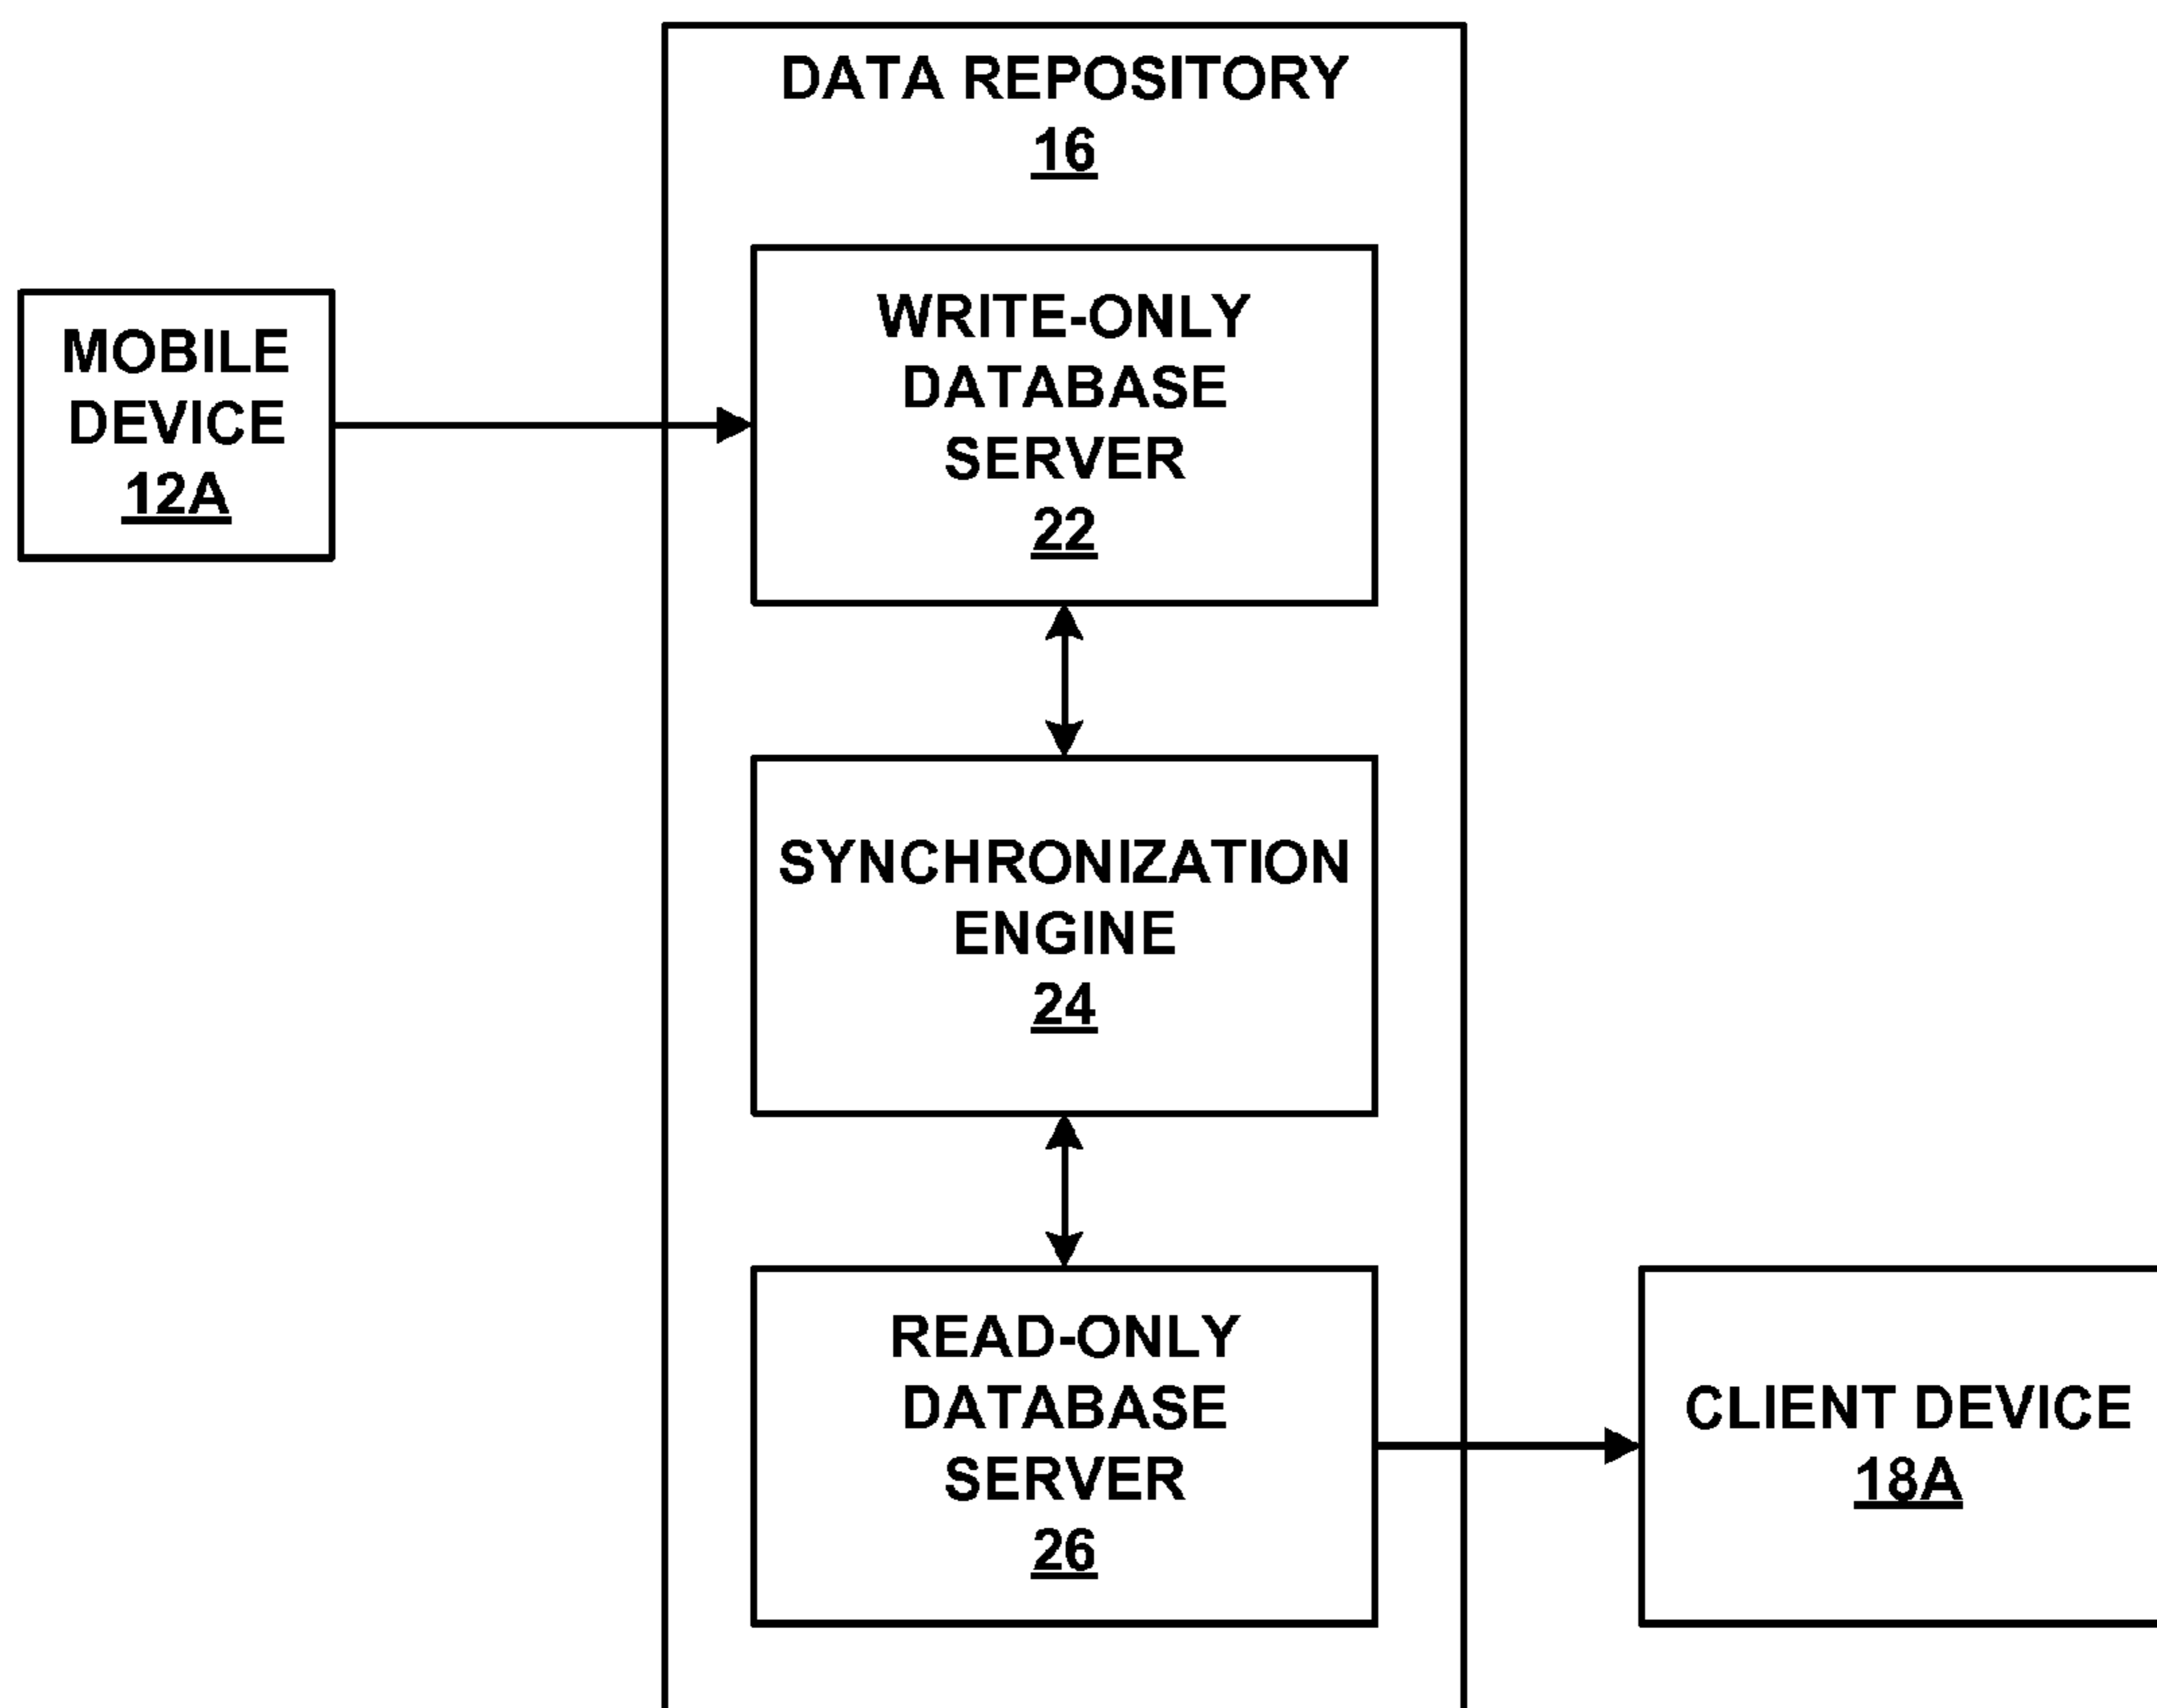 DATA REPOSITORY
16
MOBILE
DEVICE
12A
WRITE-ONLY
DATABASE
SERVER
22
SYNCHRONIZATION
ENGINE
24
READ-ONLY
DATABASE
SERVER
26
CLIENT DEVICE
18A